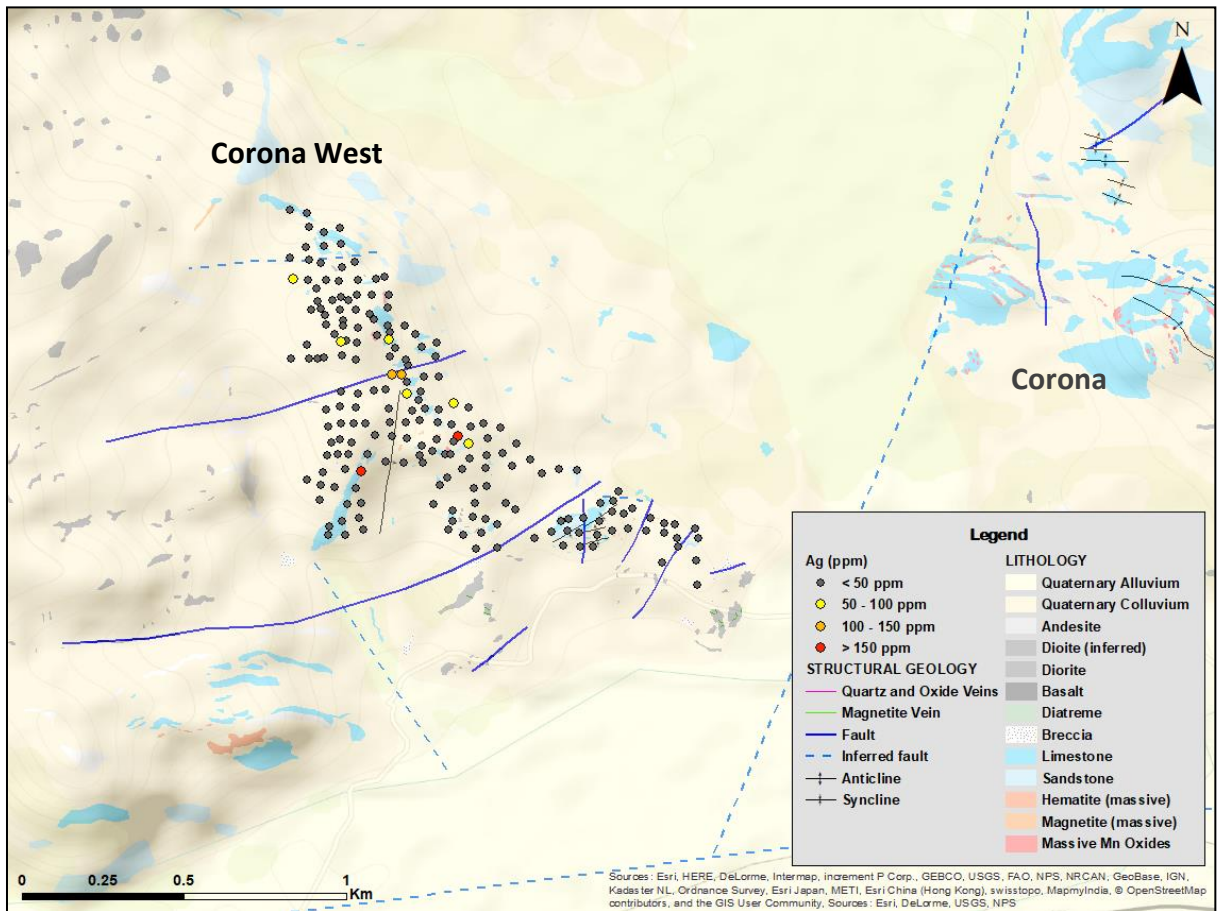 N
Corona West
Corona
Legend
Ag (ppm)
< 50 ppm
50 - 100 ppm
100 - 150 ppm
> 150 ppm
STRUCTURAL GEOLOGY
Quartz and Oxide Veins
Magnetite Vein
Fault
Inferred fault
Anticline
Syncline
LITHOLOGY
Quaternary Alluvium
Quaternary Colluvium
Andesite
Dioite (inferred)
Diorite
Basalt
Diatreme
Breccia
Limestone
Sandstone
Hematite (massive)
Magnetite (massive)
Massive Mn Oxides
0 0.25 0.5 1
Km
Sources: Esri, HERE, DeLorme, Intermap, increment P Corp., GEBCO, USGS, FAO, NPS, NRCAN, GeoBase, IGN,
Kadaster NL, Ordnance Survey, Esri Japan, METI, Esri China (Hong Kong), swisstopo, MapmyIndia, © OpenStreetMap
contributors, and the GIS User Community, Sources: Esri, DeLorme, USGS, NPS